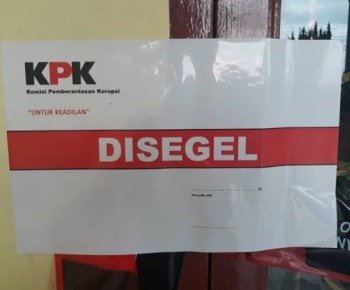 KPK
Komisi Pemberantasan Korupsi
"UNTUK KEADILAN"
DISEGEL